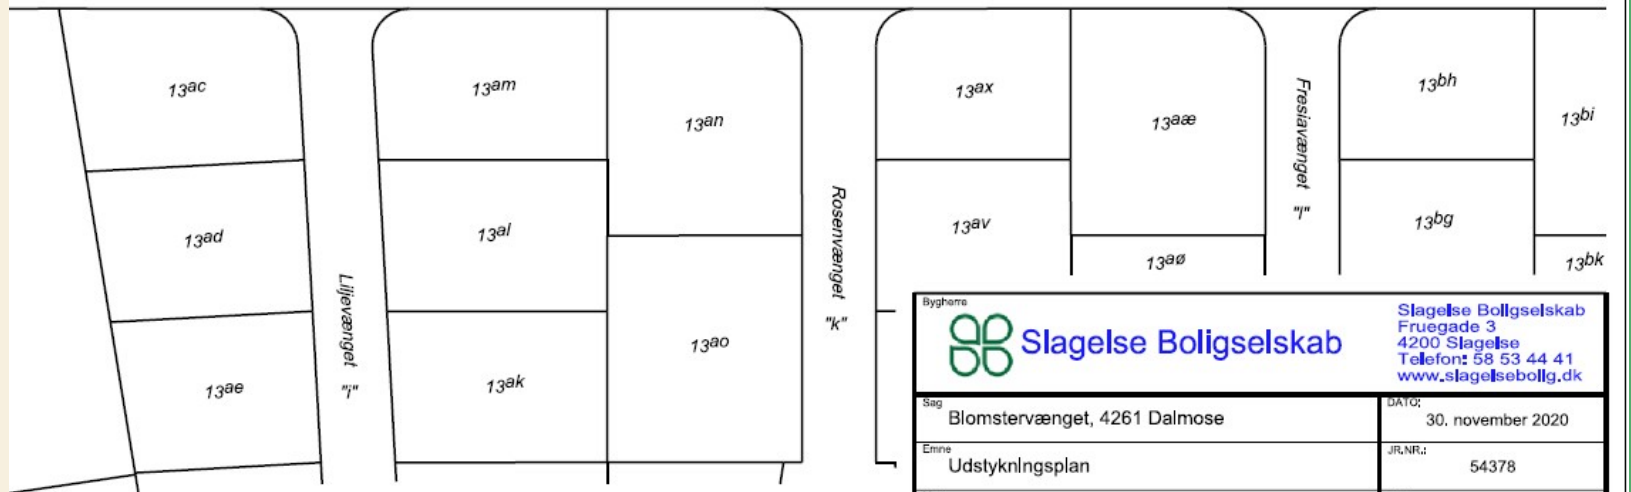 13ac
13am
13an
13ax
13aæ
13bh
13bi
13ad
13al
13av
13aø
13bg
13bk
13ae
13ak
13ao
Liljevænget "i"
Rosenvænget "k"
Fresiavænget "l"
Bygherre
Slagelse Boligselskab
Slagelse Boligselskab
Fruegade 3
4200 Slagelse
Telefon: 58 53 44 41
www.slagelsebolig.dk
Sag
Blomstervænget, 4261 Dalmose
DATO:
30. november 2020
Emne
Udstykningsplan
JR.NR.:
54378